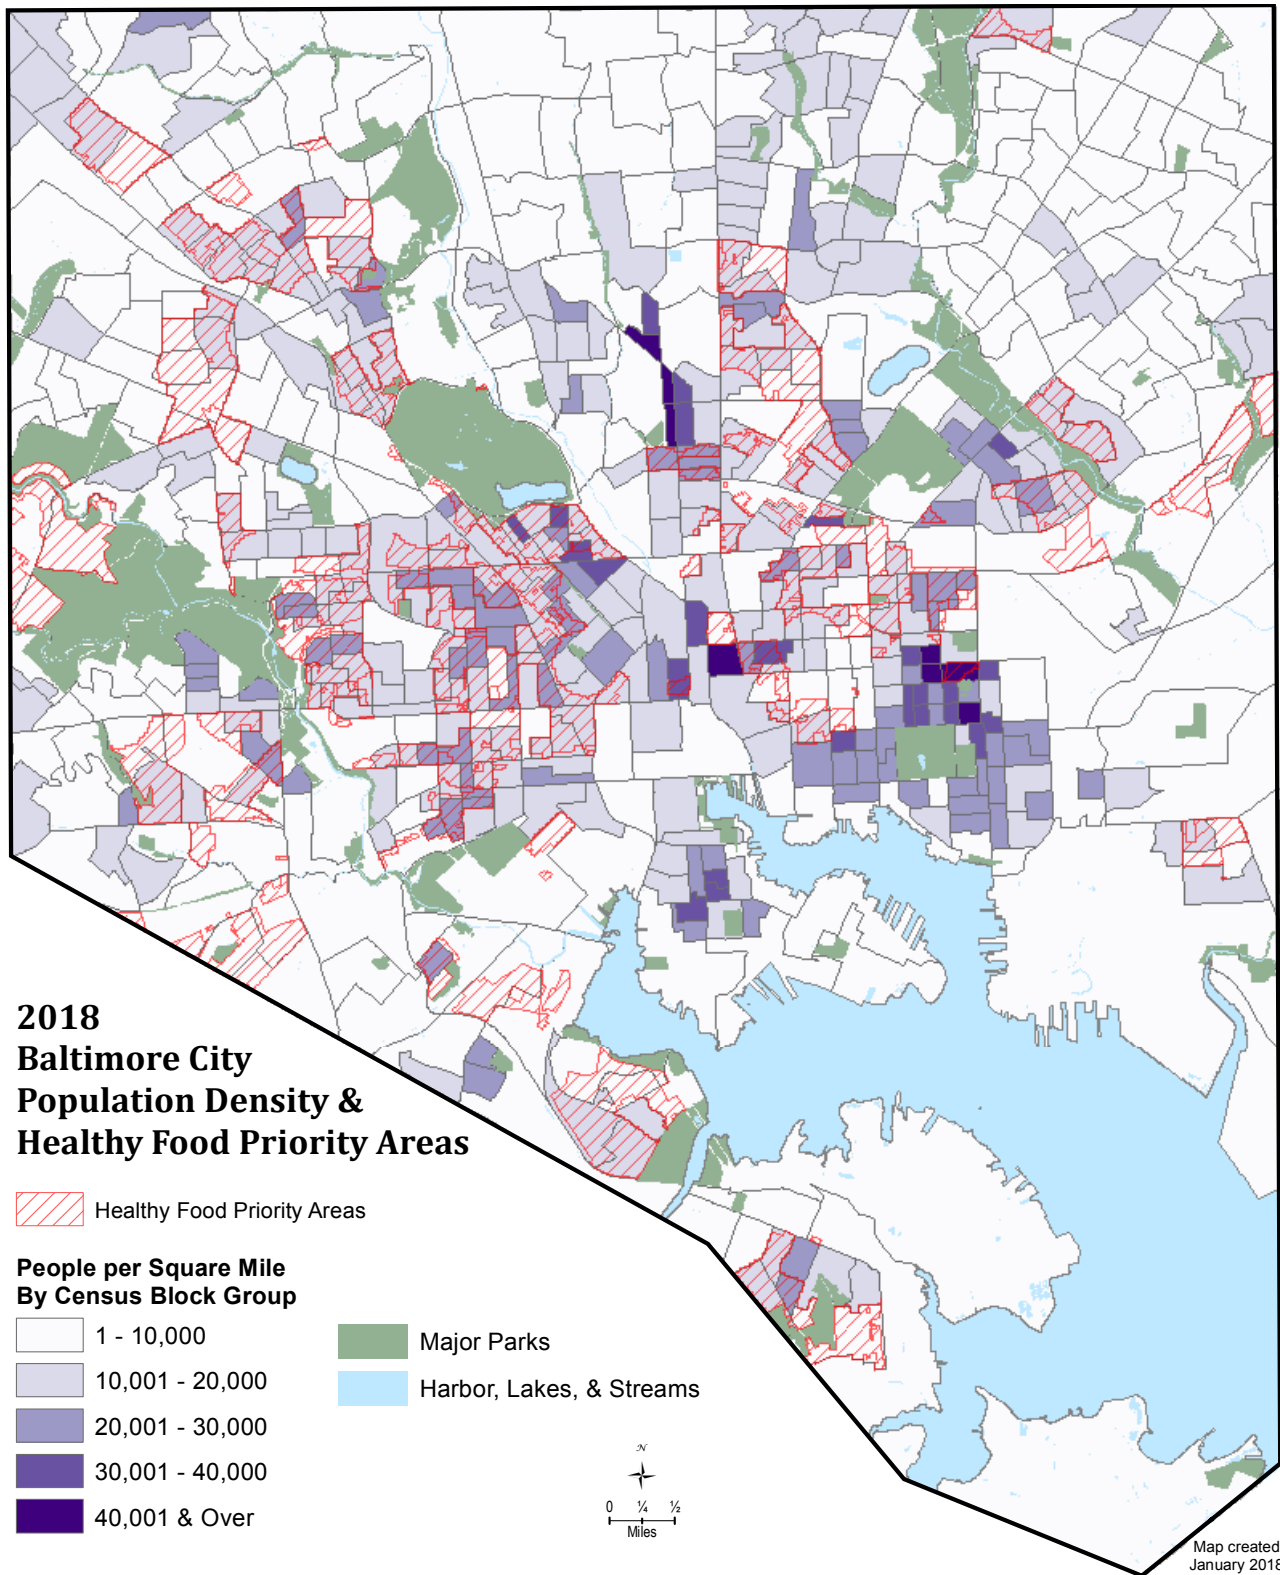 2018
Baltimore City
Population Density &
Healthy Food Priority Areas
Healthy Food Priority Areas
People per Square Mile
By Census Block Group
1 - 10,000
10,001 - 20,000
20,001 - 30,000
30,001 - 40,000
40,001 & Over
Major Parks
Harbor, Lakes, & Streams
N
0 ¼ ½
Miles
Map created
January 2018